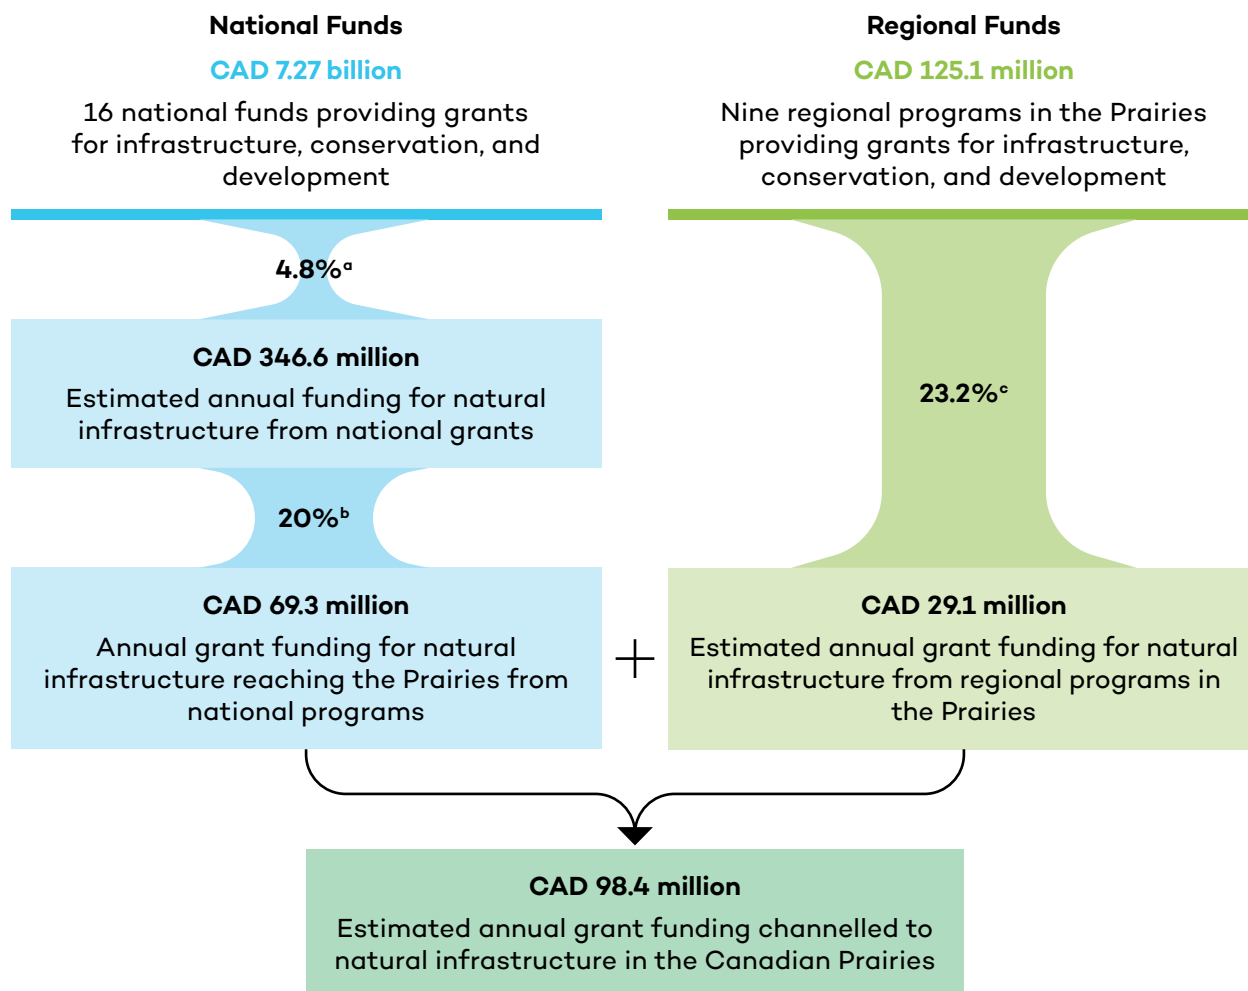 National Funds
CAD 7.27 billion
16 national funds providing grants
for infrastructure, conservation, and
development
4.8%ᵃ
CAD 346.6 million
Estimated annual funding for natural
infrastructure from national grants
20%ᵇ
CAD 69.3 million
Annual grant funding for natural
infrastructure reaching the Prairies from
national programs
+
Regional Funds
CAD 125.1 million
Nine regional programs in the Prairies
providing grants for infrastructure,
conservation, and development
23.2%ᶜ
CAD 29.1 million
Estimated annual grant funding for natural
infrastructure from regional programs in
the Prairies
CAD 98.4 million
Estimated annual grant funding channelled to
natural infrastructure in the Canadian Prairies